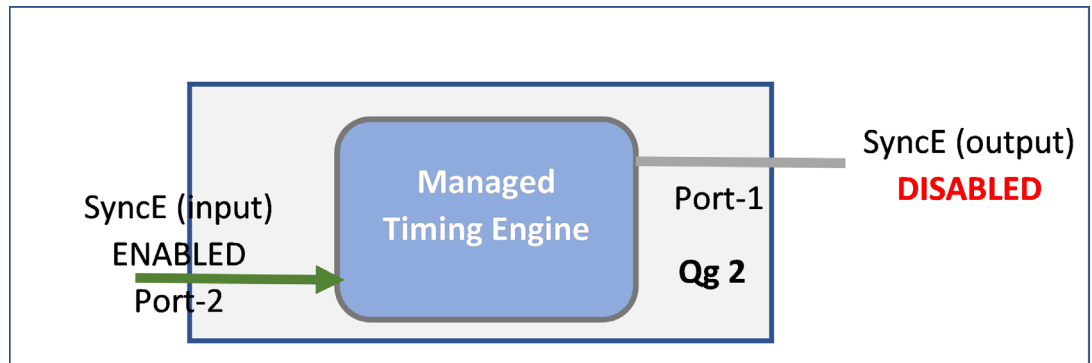 SyncE (input)
ENABLED
Port-2
Managed
Timing Engine
Port-1
Qg 2
SyncE (output)
DISABLED